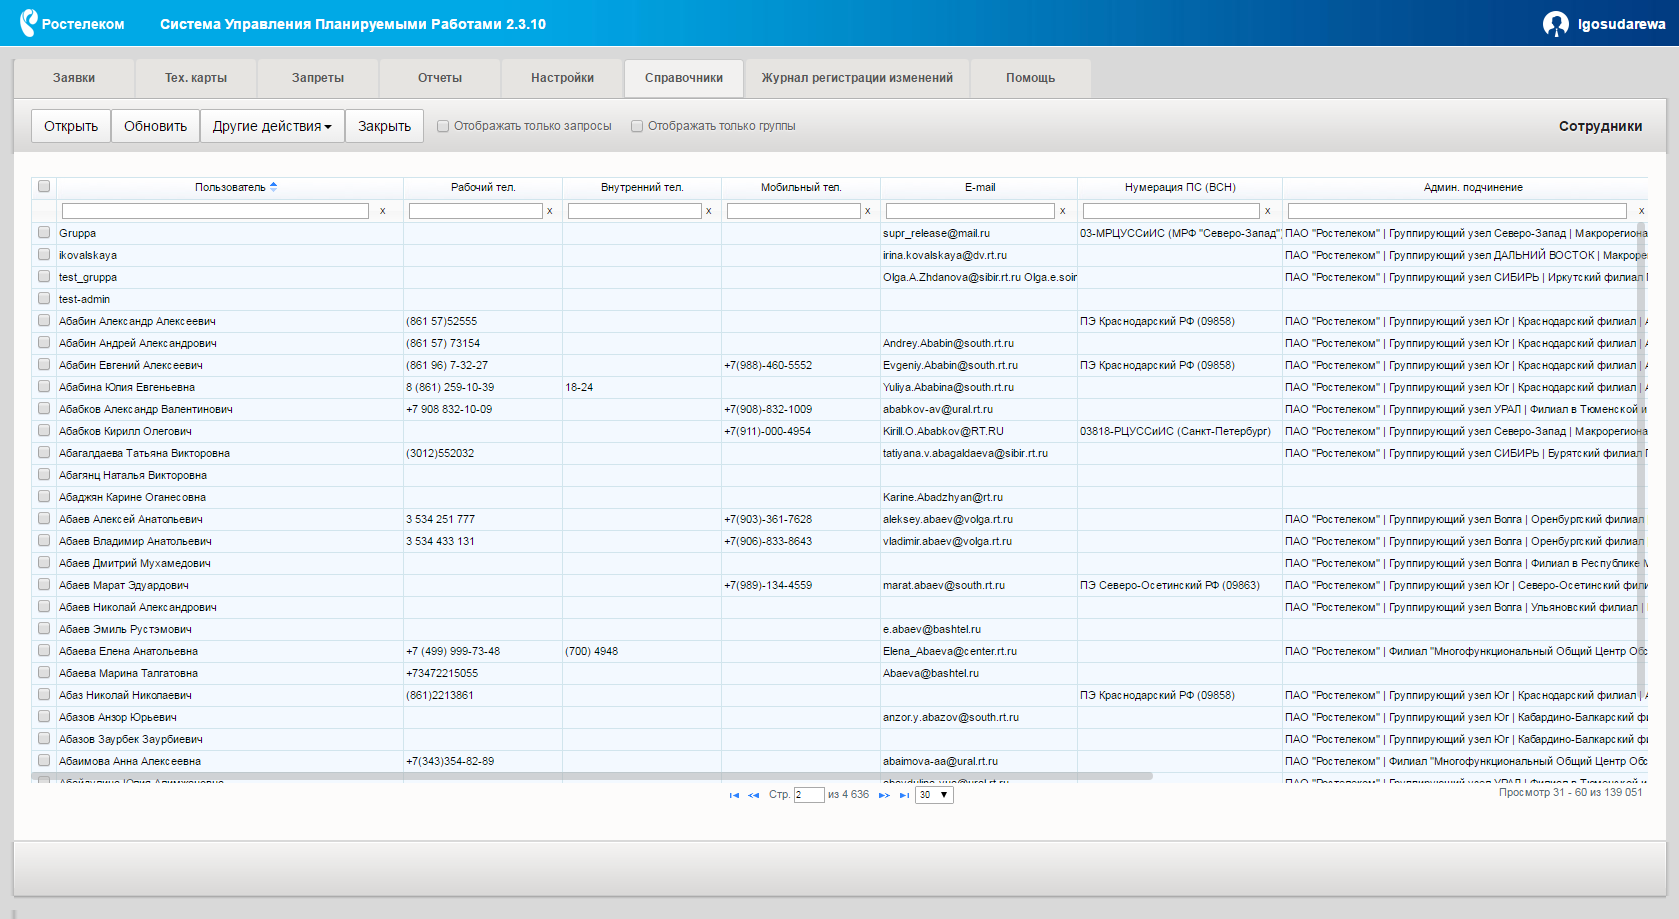 Ростелеком Система Управления Планируемыми Работами 2.3.10 Igosudarewa
Заявки Тех. карты Запреты Отчеты Настройки Справочники Журнал регистрации изменений Помощь
Открыть Обновить Другие действия Закрыть Отображать только запросы Отображать только группы Сотрудники
Пользователь Рабочий тел. Внутренний тел. Мобильный тел. E-mail Нумерация ПС (ВСН) Админ. подчинение
x x x x x x x
Gruppa supr_release@mail.ru 03-МРЦУССиИС (МРФ "Северо-Запад") ПАО "Ростелеком" | Группирующий узел Северо-Запад | Макрорегиона
ikovalskaya irina.kovalskaya@dv.rt.ru ПАО "Ростелеком" | Группирующий узел ДАЛЬНИЙ ВОСТОК | Макроре
test_gruppa Olga.A.Zhdanova@sibir.rt.ru Olga.e.soir ПАО "Ростелеком" | Группирующий узел СИБИРЬ | Иркутский филиал
test-admin
Абабин Александр Алексеевич (861 57)52555 ПЭ Краснодарский РФ (09858) ПАО "Ростелеком" | Группирующий узел Юг | Краснодарский филиал |
Абабин Андрей Александрович (861 57) 73154 Andrey.Ababin@south.rt.ru ПАО "Ростелеком" | Группирующий узел Юг | Краснодарский филиал |
Абабин Евгений Алексеевич (861 96) 7-32-27 +7(988)-460-5552 Evgeniy.Ababin@south.rt.ru ПЭ Краснодарский РФ (09858) ПАО "Ростелеком" | Группирующий узел Юг | Краснодарский филиал |
Абабина Юлия Евгеньевна 8 (861) 259-10-39 18-24 Yuliya.Ababina@south.rt.ru ПАО "Ростелеком" | Группирующий узел Юг | Краснодарский филиал |
Абабков Александр Валентинович +7 908 832-10-09 +7(908)-832-1009 ababkov-av@ural.rt.ru ПАО "Ростелеком" | Группирующий узел УРАЛ | Филиал в Тюменской и
Абабков Кирилл Олегович +7(911)-000-4954 Kirill.O.Ababkov@RT.RU 03818-РЦУССиИС (Санкт-Петербург) ПАО "Ростелеком" | Группирующий узел Северо-Запад | Макрорегиона
Абагалдаева Татьяна Викторовна (3012)552032 tatiyana.v.abagaldaeva@sibir.rt.ru ПАО "Ростелеком" | Группирующий узел СИБИРЬ | Бурятский филиал
Абагянц Наталья Викторовна
Абаджян Карине Оганесовна Karine.Abadzhyan@rt.ru
Абаев Алексей Анатольевич 3 534 251 777 +7(903)-361-7628 aleksey.abaev@volga.rt.ru ПАО "Ростелеком" | Группирующий узел Волга | Оренбургский филиал
Абаев Владимир Анатольевич 3 534 433 131 +7(906)-833-8643 vladimir.abaev@volga.rt.ru ПАО "Ростелеком" | Группирующий узел Волга | Оренбургский филиал
Абаев Дмитрий Мухамедович ПАО "Ростелеком" | Группирующий узел Волга | Филиал в Республике
Абаев Марат Эдуардович +7(989)-134-4559 marat.abaev@south.rt.ru ПЭ Северо-Осетинский РФ (09863) ПАО "Ростелеком" | Группирующий узел Юг | Северо-Осетинский фили
Абаев Николай Александрович ПАО "Ростелеком" | Группирующий узел Волга | Ульяновский филиал |
Абаев Эмиль Рустэмович e.abaev@bashtel.ru
Абаева Елена Анатольевна +7 (499) 999-73-48 (700) 4948 Elena_Abaeva@center.rt.ru ПАО "Ростелеком" | Филиал "Многофункциональный Общий Центр Обс
Абаева Марина Талгатовна +73472215055 Abaeva@bashtel.ru
Абаз Николай Николаевич (861)2213861 ПЭ Краснодарский РФ (09858) ПАО "Ростелеком" | Группирующий узел Юг | Краснодарский филиал |
Абазов Анзор Юрьевич anzor.y.abazov@south.rt.ru ПАО "Ростелеком" | Группирующий узел Юг | Кабардино-Балкарский фи
Абазов Заурбек Заурбиевич ПАО "Ростелеком" | Группирующий узел Юг | Кабардино-Балкарский фи
Абаимова Анна Алексеевна +7(343)354-82-89 abaimova-aa@ural.rt.ru ПАО "Ростелеком" | Филиал "Многофункциональный Общий Центр Обс
Стр. 2 из 4 636 30 Просмотр 31 - 60 из 139 051